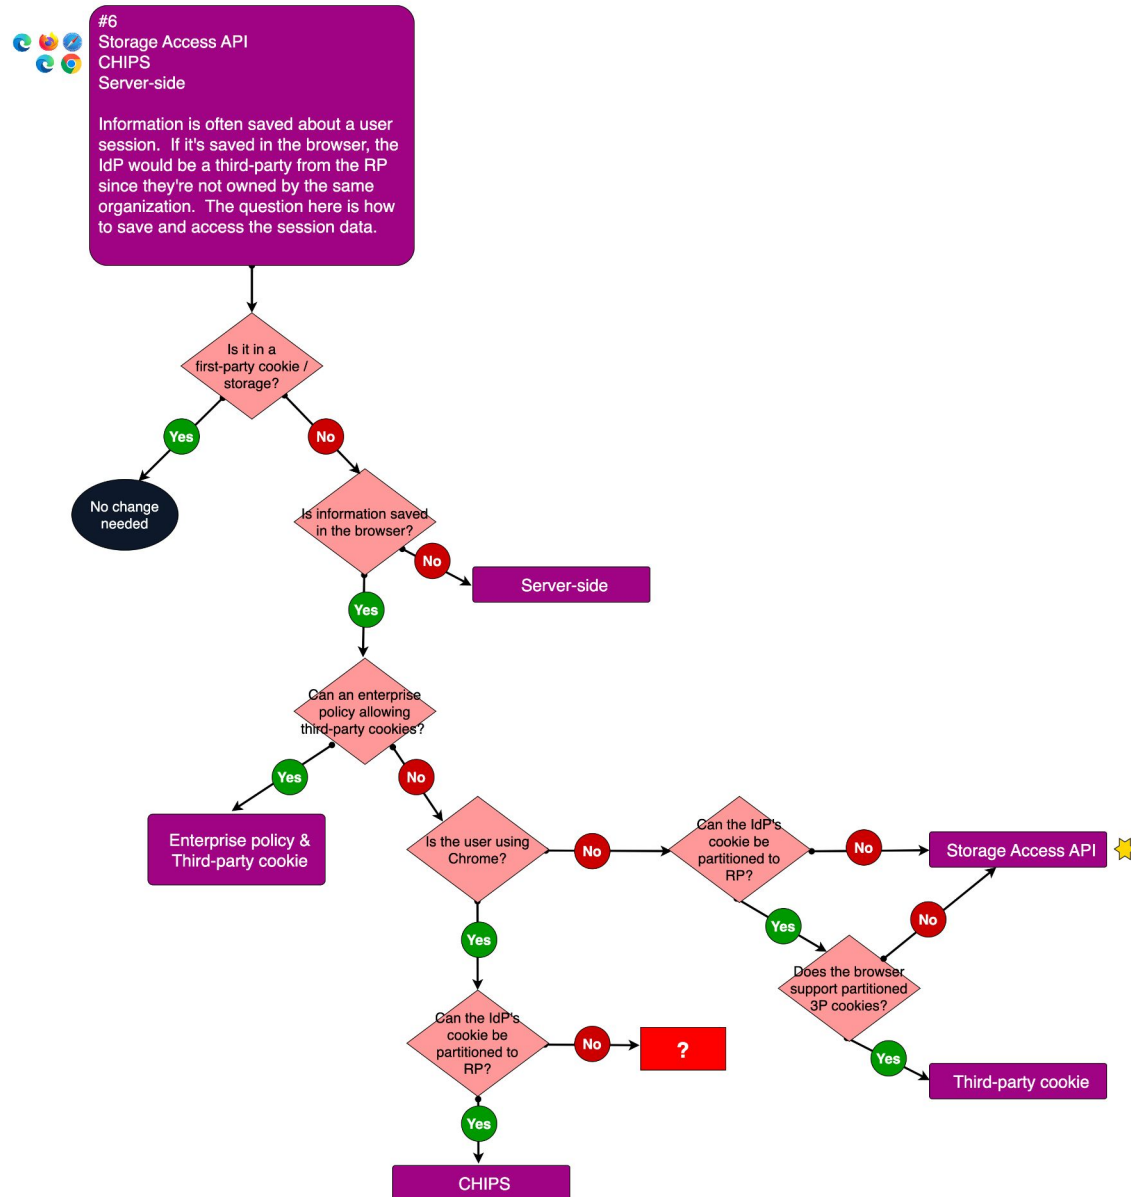 #6
Storage Access API
CHIPS
Server-side
Information is often saved about a user
session.  If it's saved in the browser, the
IdP would be a third-party from the RP
since they're not owned by the same
organization.  The question here is how
to save and access the session data.
Is it in a
first-party cookie /
storage?
Yes
No
No change
needed
Is information saved
in the browser?
No
Server-side
Yes
Can an enterprise
policy allowing
third-party cookies?
Yes
No
Enterprise policy &
Third-party cookie
Is the user using
Chrome?
No
Can the IdP's
cookie be
partitioned to
RP?
No
Storage Access API
Yes
No
Does the browser
support partitioned
3P cookies?
Yes
Third-party cookie
Yes
Can the IdP's
cookie be
partitioned to
RP?
No
?
Yes
CHIPS